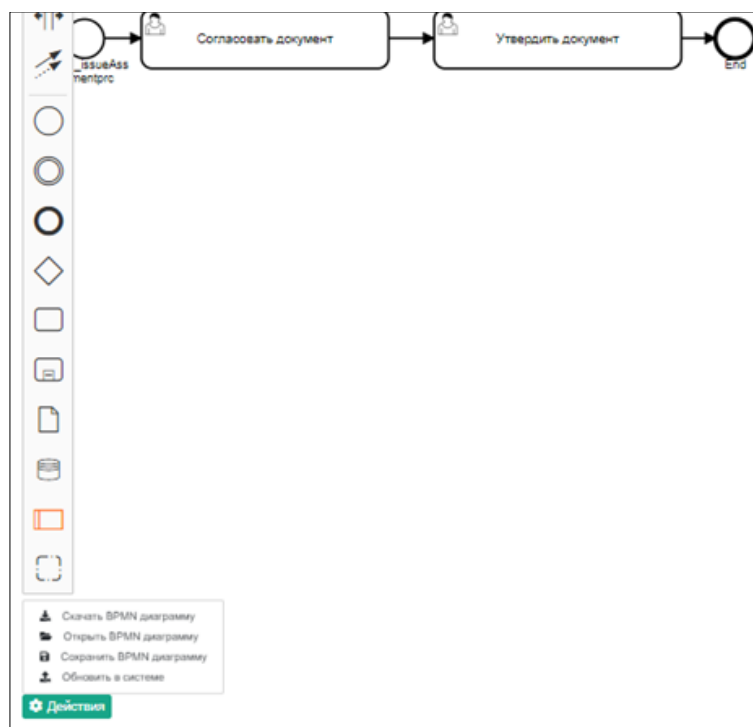 Согласовать документ
Утвердить документ
_issueAss
mentprc
End
Скачать BPMN диаграмму
Открыть BPMN диаграмму
Сохранить BPMN диаграмму
Обновить в системе
Действия